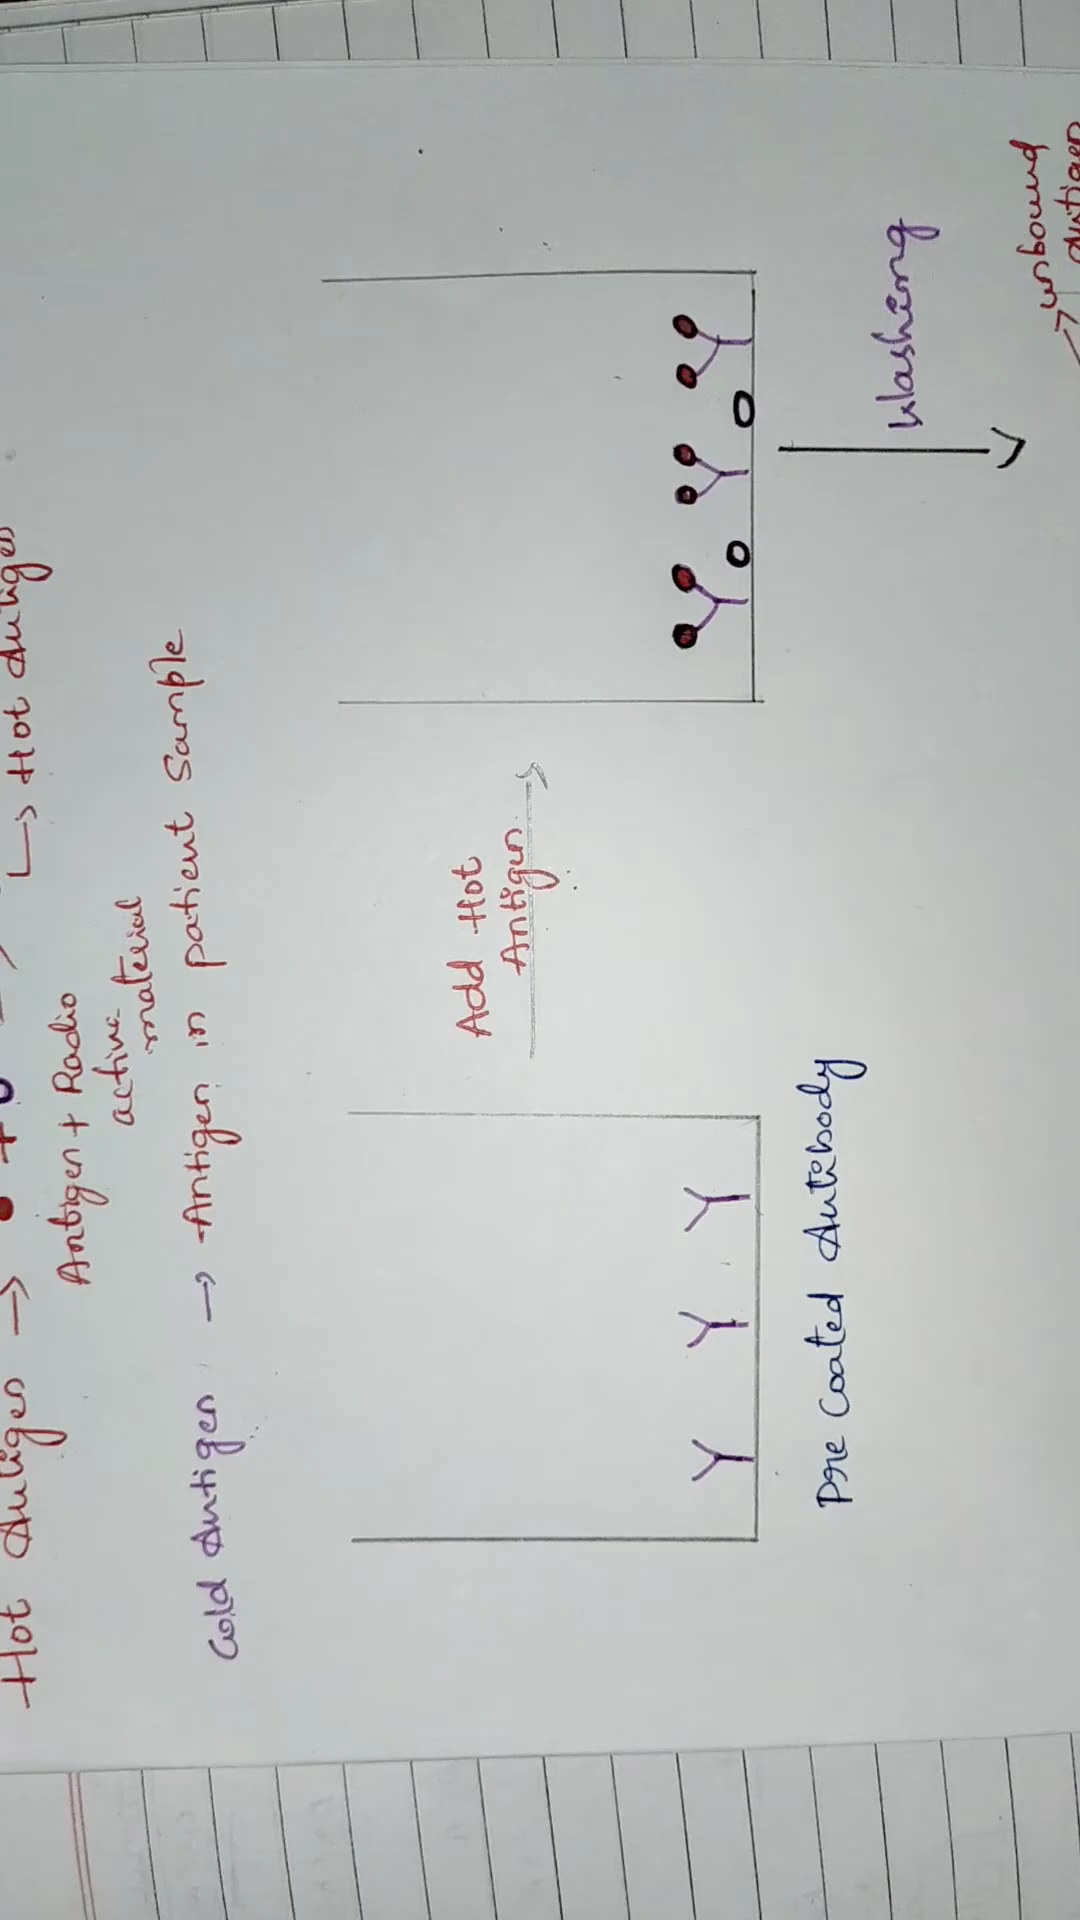 Hot Antigen → • + O
↳ Hot Antigen
Antigen + Radio
active
material
Cold Antigen → Antigen in patient Sample
Add Hot
Antigen
Pre Coated Antibody
Washing
→ unbound
antigen